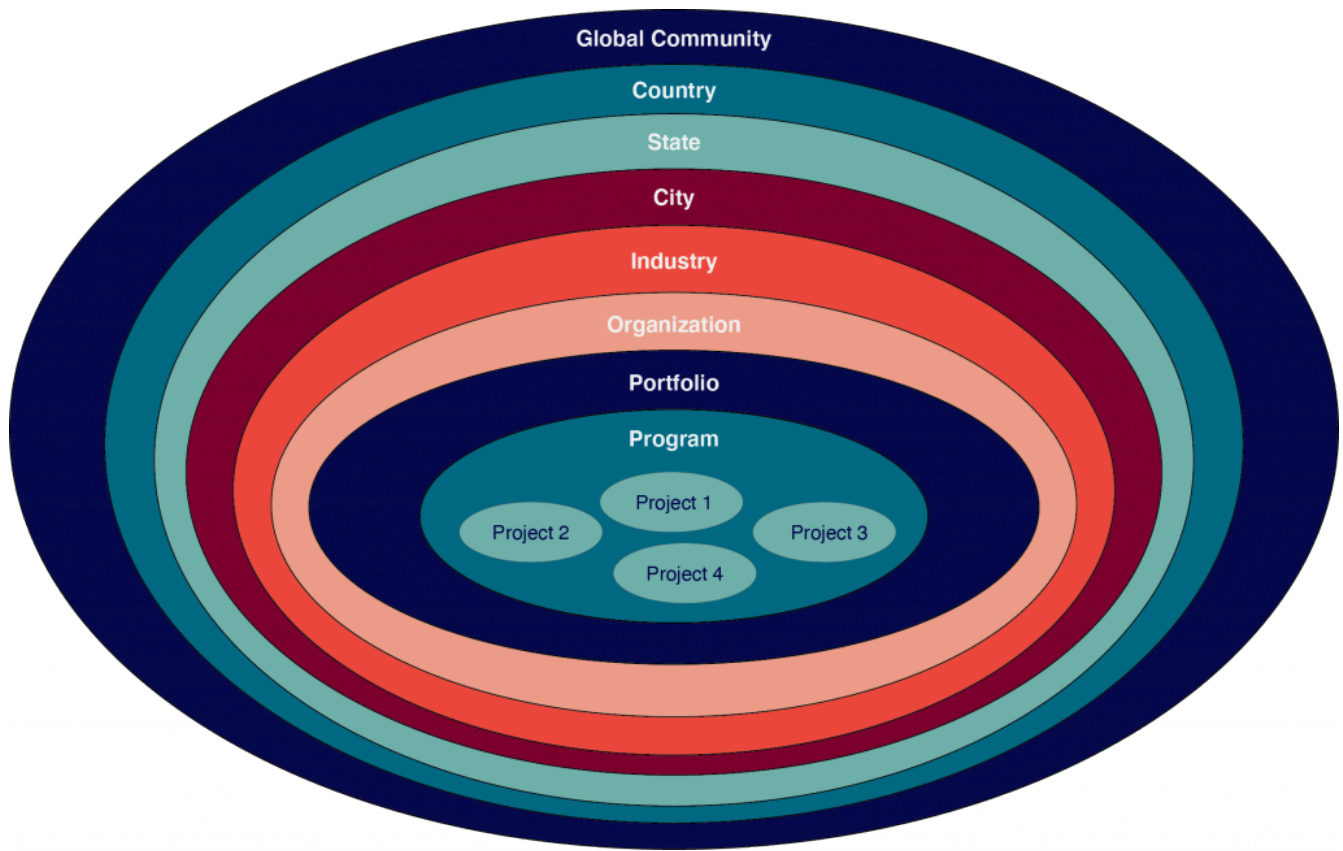 Global Community
Country
State
City
Industry
Organization
Portfolio
Program
Project 1
Project 2
Project 3
Project 4